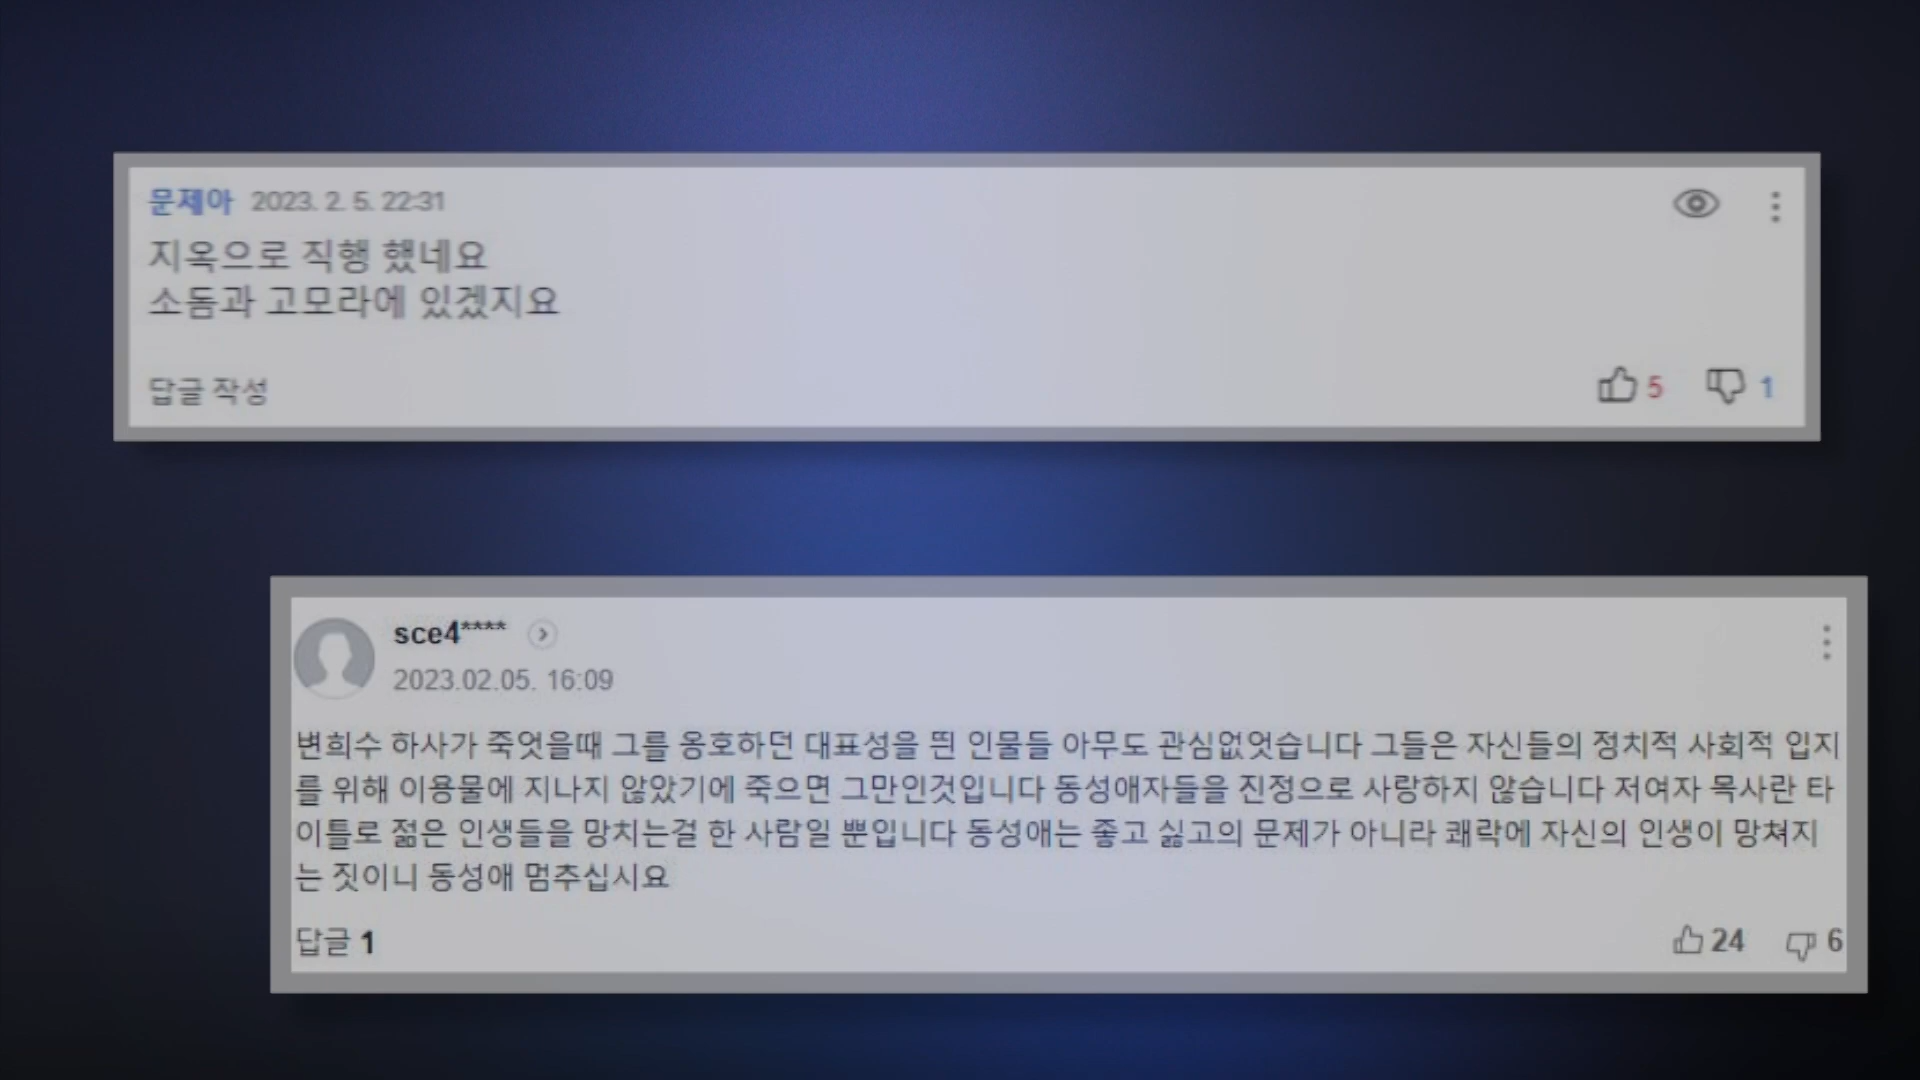 문제아 2023. 2. 5. 22:31
지옥으로 직행 했네요
소돔과 고모라에 있겠지요
답글 작성
5 1
sce4****
2023.02.05. 16:09
변희수 하사가 죽엇을때 그를 옹호하던 대표성을 띈 인물들 아무도 관심없엇습니다 그들은 자신들의 정치적 사회적 입지
를 위해 이용물에 지나지 않았기에 죽으면 그만인것입니다 동성애자들을 진정으로 사랑하지 않습니다 저여자 목사란 타
이틀로 젊은 인생들을 망치는걸 한 사람일 뿐입니다 동성애는 좋고 싫고의 문제가 아니라 쾌락에 자신의 인생이 망쳐지
는 짓이니 동성애 멈추십시요
답글 1
24 6